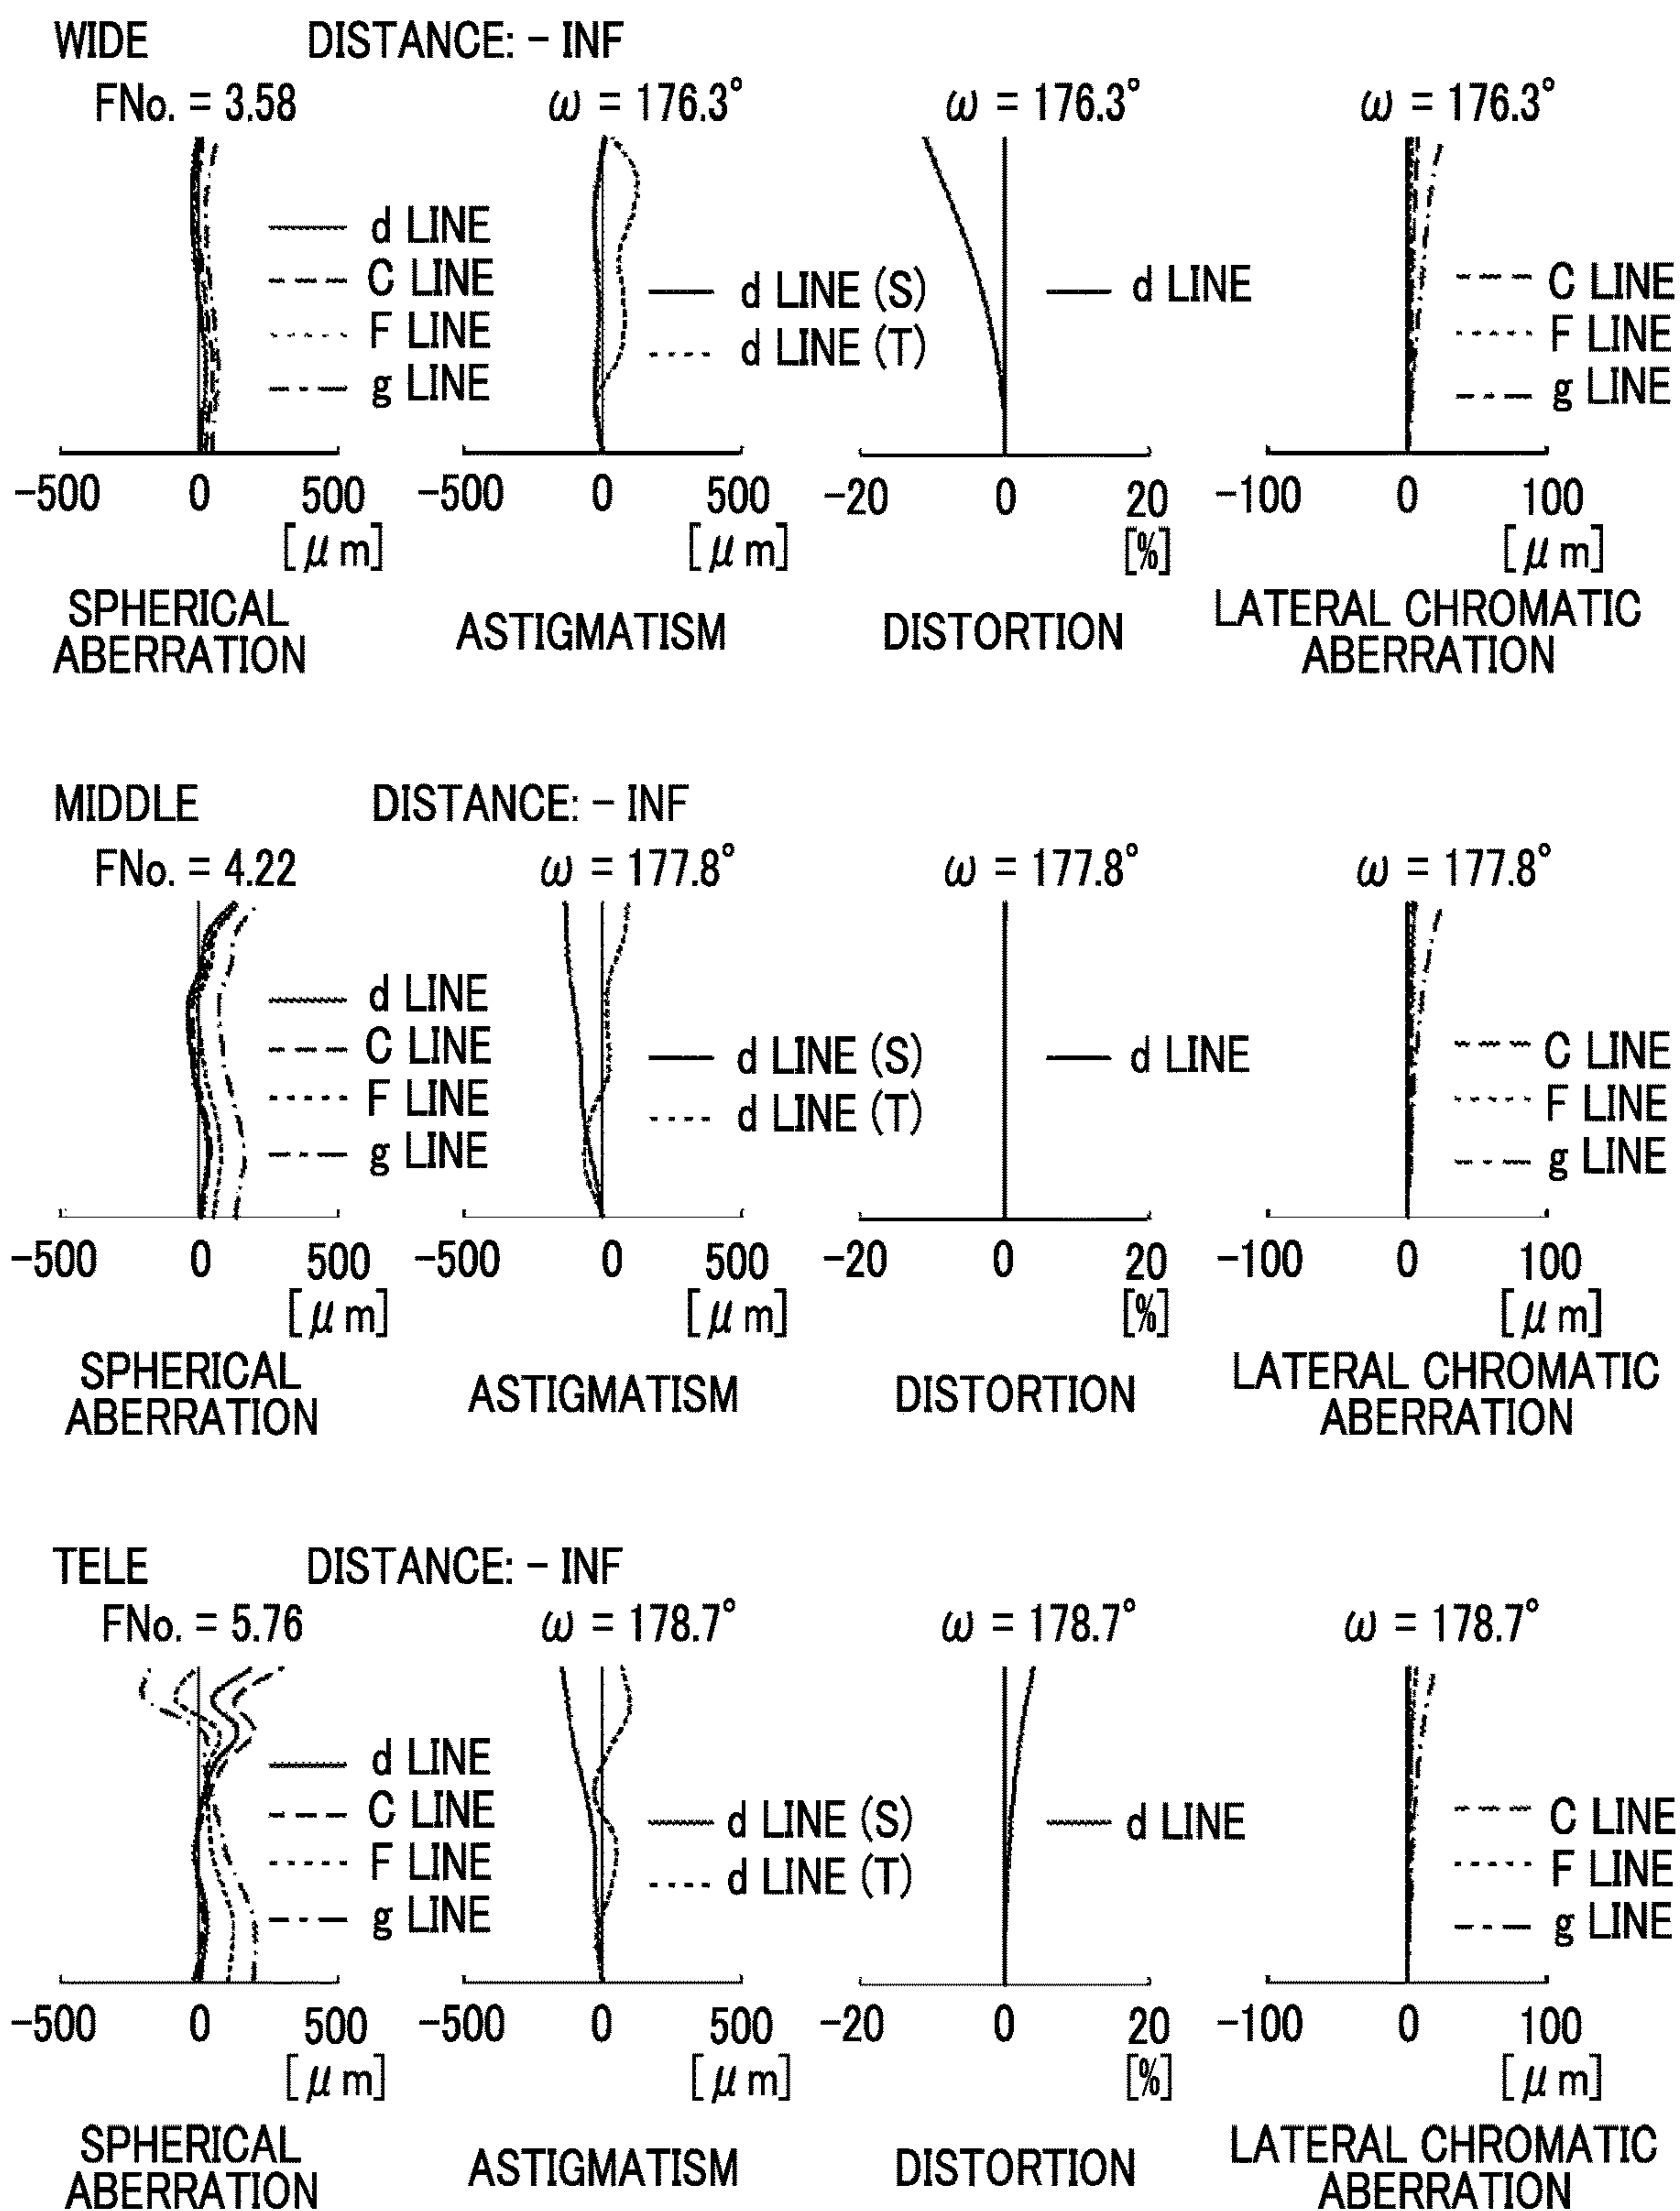 WIDE DISTANCE: - INF
FNo. = 3.58 ω = 176.3° ω = 176.3° ω = 176.3°
d LINE
C LINE
F LINE
g LINE
d LINE (S)
d LINE (T)
d LINE
C LINE
F LINE
g LINE
-500 0 500 -500 0 500 -20 0 20 -100 0 100
[μm] [μm] [%] [μm]
SPHERICAL
ABERRATION
ASTIGMATISM
DISTORTION
LATERAL CHROMATIC
ABERRATION
MIDDLE DISTANCE: - INF
FNo. = 4.22 ω = 177.8° ω = 177.8° ω = 177.8°
d LINE
C LINE
F LINE
g LINE
d LINE (S)
d LINE (T)
d LINE
C LINE
F LINE
g LINE
-500 0 500 -500 0 500 -20 0 20 -100 0 100
[μm] [μm] [%] [μm]
SPHERICAL
ABERRATION
ASTIGMATISM
DISTORTION
LATERAL CHROMATIC
ABERRATION
TELE DISTANCE: - INF
FNo. = 5.76 ω = 178.7° ω = 178.7° ω = 178.7°
d LINE
C LINE
F LINE
g LINE
d LINE (S)
d LINE (T)
d LINE
C LINE
F LINE
g LINE
-500 0 500 -500 0 500 -20 0 20 -100 0 100
[μm] [μm] [%] [μm]
SPHERICAL
ABERRATION
ASTIGMATISM
DISTORTION
LATERAL CHROMATIC
ABERRATION